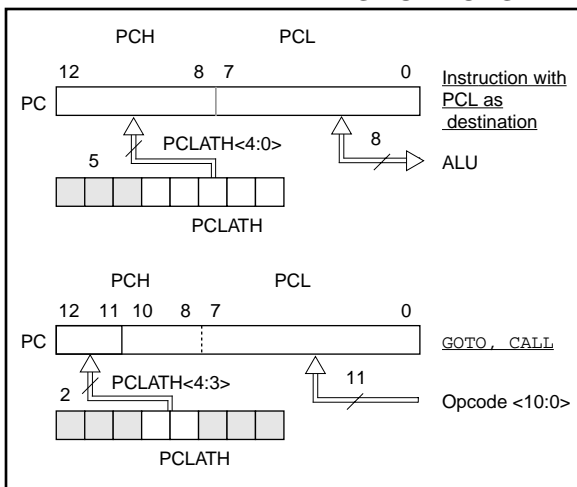 PCH PCL
12 8 7 0
PC
Instruction with
PCL as
destination
PCLATH<4:0>
5
8
ALU
PCLATH
PCH PCL
12 11 10 8 7 0
PC
GOTO, CALL
PCLATH<4:3>
2
11
Opcode <10:0>
PCLATH